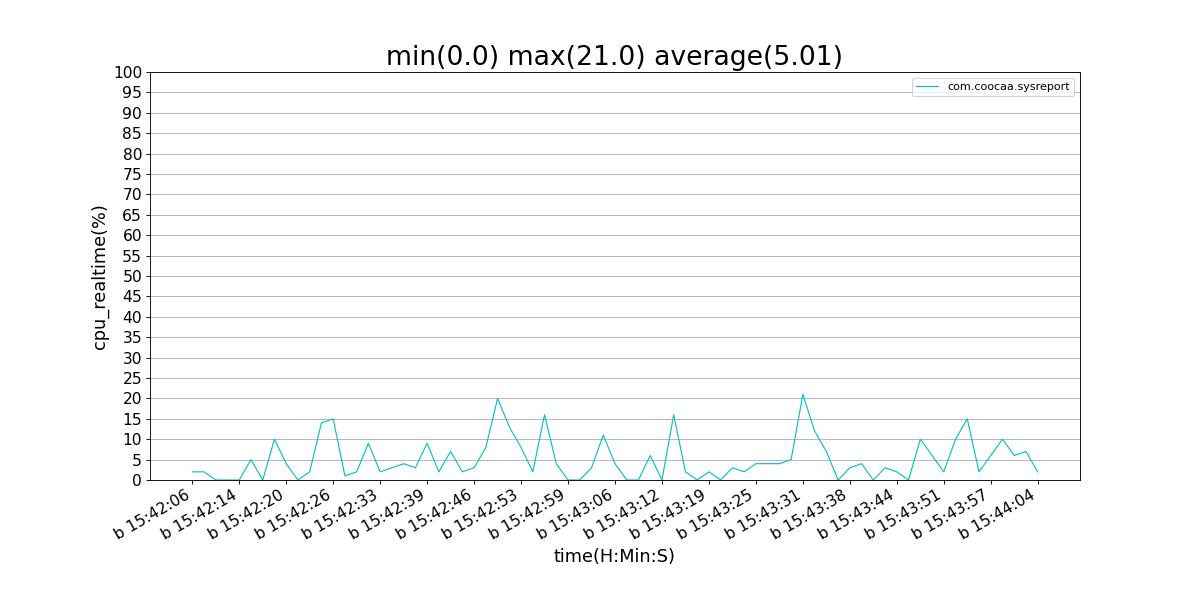 min(0.0) max(21.0) average(5.01)
com.coocaa.sysreport
cpu_realtime(%)
100
95
90
85
80
75
70
65
60
55
50
45
40
35
30
25
20
15
10
5
0
b 15:42:06
b 15:42:14
b 15:42:20
b 15:42:26
b 15:42:33
b 15:42:39
b 15:42:46
b 15:42:53
b 15:42:59
b 15:43:06
b 15:43:12
b 15:43:19
b 15:43:25
b 15:43:31
b 15:43:38
b 15:43:44
b 15:43:51
b 15:43:57
b 15:44:04
time(H:Min:S)